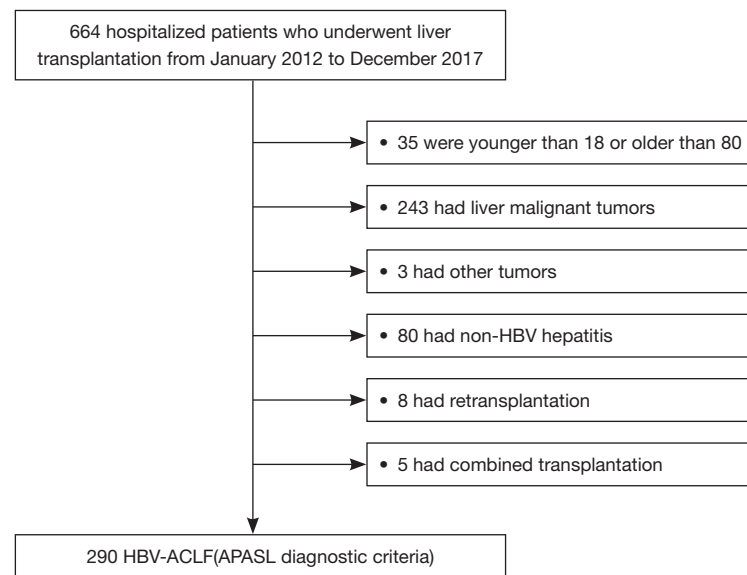 664 hospitalized patients who underwent liver
transplantation from January 2012 to December 2017
• 35 were younger than 18 or older than 80
• 243 had liver malignant tumors
• 3 had other tumors
• 80 had non-HBV hepatitis
• 8 had retransplantation
• 5 had combined transplantation
290 HBV-ACLF(APASL diagnostic criteria)